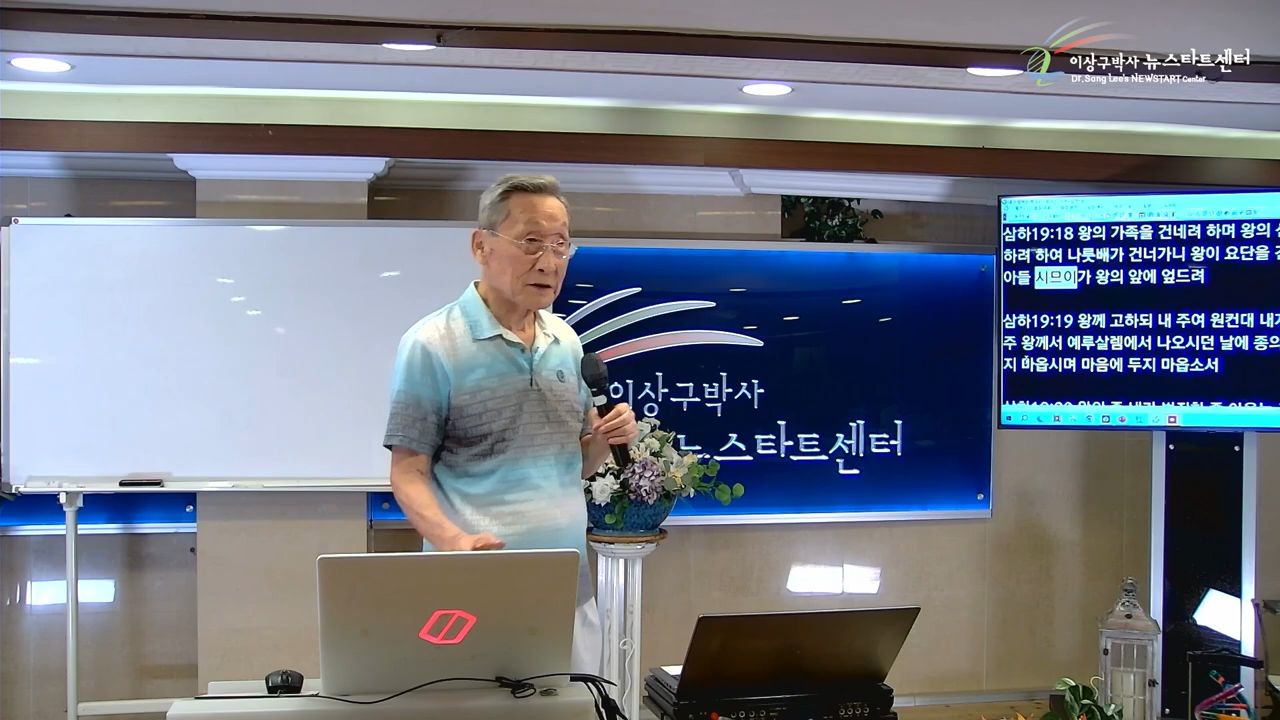 이상구박사 뉴스타트센터
Dr. Sang Lee's NEWSTART Center
삼하19:18 왕의 가족을 건네려 하며 왕의
하려 하여 나룻배가 건너가니 왕이 요단을
아들 시므이가 왕의 앞에 엎드려
삼하19:19 왕께 고하되 내 주여 원컨대 내게
주 왕께서 예루살렘에서 나오시던 날에 종의
지 마옵시며 마음에 두지 마옵소서
이상구박사
뉴스타트센터